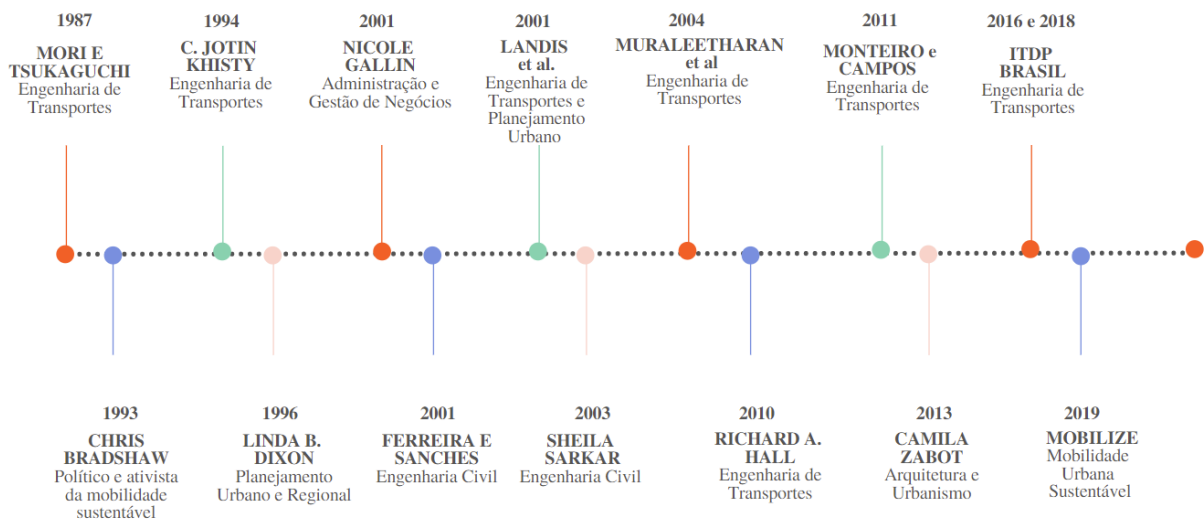 1987
MORI E
TSUKAGUCHI
Engenharia de
Transportes
1994
C. JOTIN
KHISTY
Engenharia de
Transportes
2001
NICOLE
GALLIN
Administração e
Gestão de Negócios
2001
LANDIS
et al.
Engenharia de
Transportes e
Planejamento
Urbano
2004
MURALEETHARAN
et al
Engenharia de
Transportes
2011
MONTEIRO e
CAMPOS
Engenharia de
Transportes
2016 e 2018
ITDP
BRASIL
Engenharia de
Transportes
1993
CHRIS
BRADSHAW
Político e ativista
da mobilidade
sustentável
1996
LINDA B.
DIXON
Planejamento
Urbano e Regional
2001
FERREIRA E
SANCHES
Engenharia Civil
2003
SHEILA
SARKAR
Engenharia Civil
2010
RICHARD A.
HALL
Engenharia de
Transportes
2013
CAMILA
ZABOT
Arquitetura e
Urbanismo
2019
MOBILIZE
Mobilidade
Urbana
Sustentável